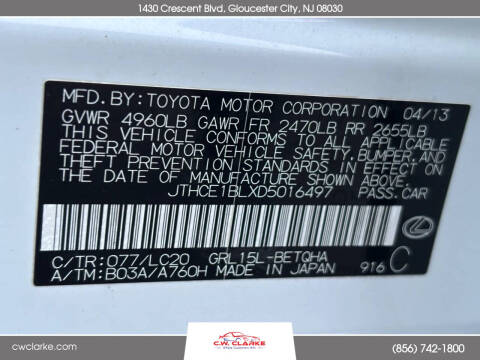 1430 Crescent Blvd, Gloucester City, NJ 08030
MFD.BY:TOYOTA MOTOR CORPORATION 04/13
GVWR 4960LB GAWR FR 2470LB RR 2655LB
THIS VEHICLE CONFORMS TO ALL APPLICABLE
FEDERAL MOTOR VEHICLE SAFETY, BUMPER, AND
THEFT PREVENTION STANDARDS IN EFFECT ON THE
DATE OF MANUFACTURE SHOWN ABOVE.
JTHCE1BLXD5016497 PASS.CAR
C/TR:077/LC20 GRL15L-BETQHA
A/TM:B03A/A760H MADE IN JAPAN 916 C
C.W. CLARKE
cwclarke.com
(856) 742-1800